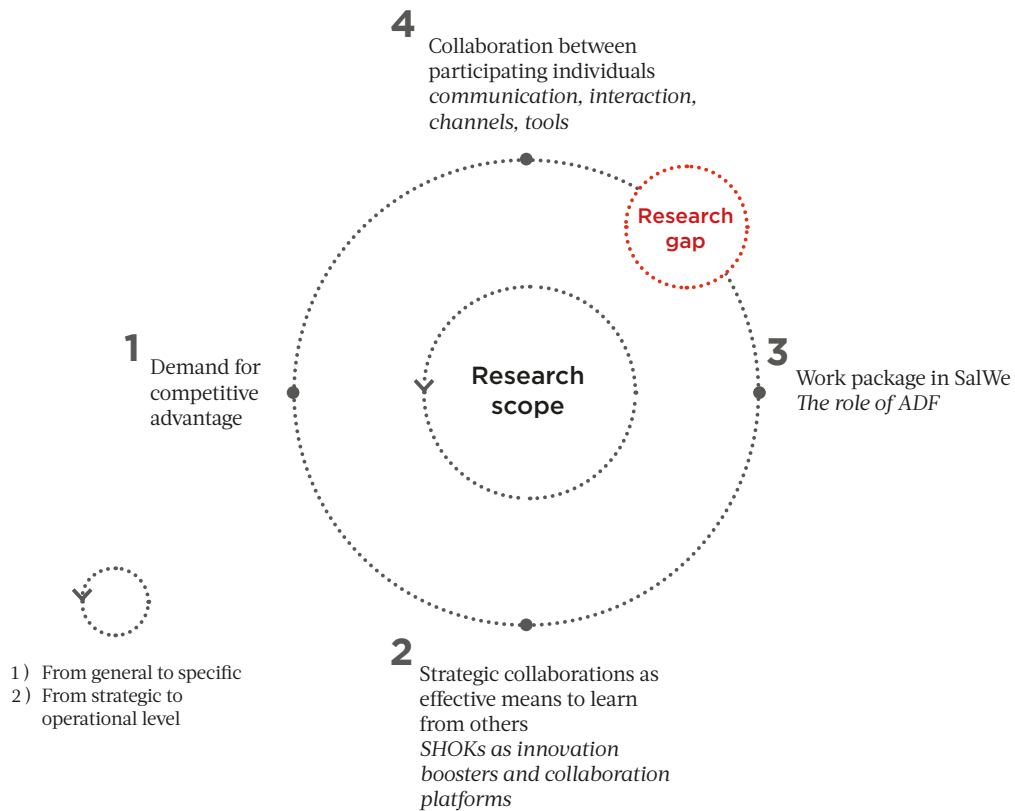 4
Collaboration between
participating individuals
communication, interaction,
channels, tools
Research
gap
1
Demand for
competitive
advantage
Research
scope
3
Work package in SalWe
The role of ADF
2
Strategic collaborations as
effective means to learn
from others
SHOKs as innovation
boosters and collaboration
platforms
1) From general to specific
2) From strategic to
operational level